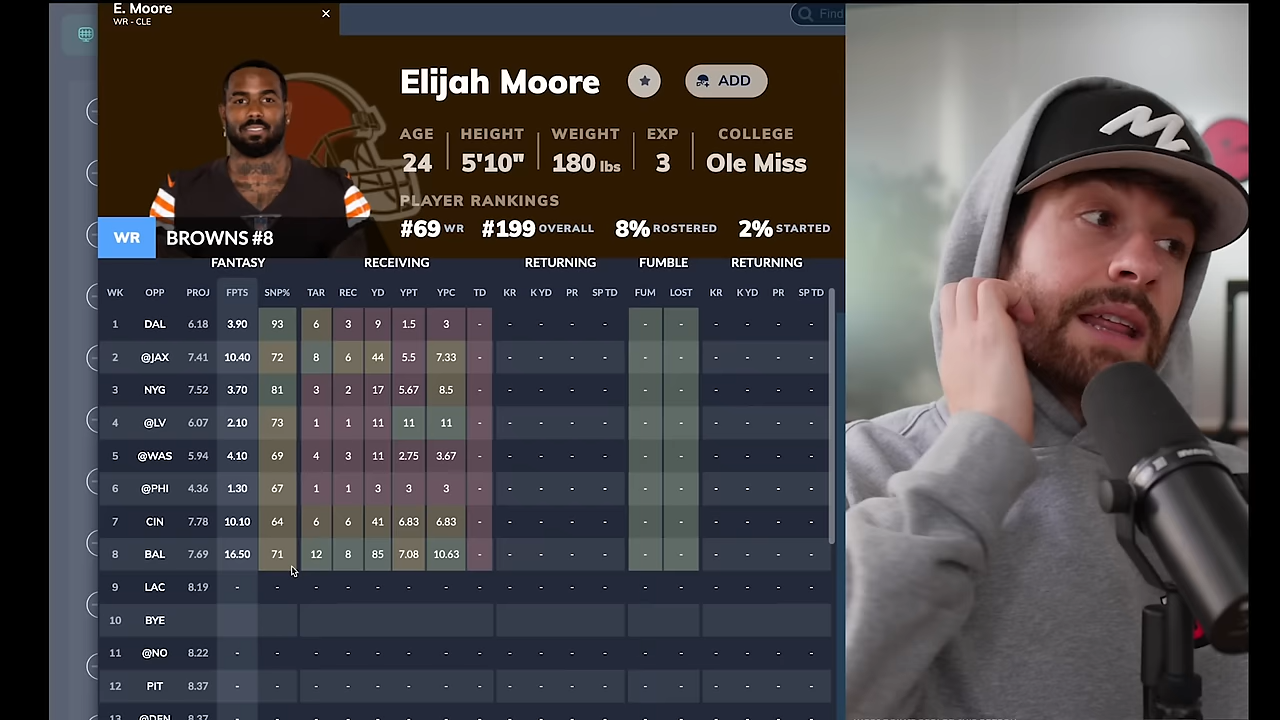 E. Moore
WR - CLE
Find
Elijah Moore
ADD
AGE HEIGHT WEIGHT EXP COLLEGE
24 5'10" 180 lbs 3 Ole Miss
PLAYER RANKINGS
#69 WR #199 OVERALL 8% ROSTERED 2% STARTED
WR BROWNS #8
FANTASY RECEIVING RETURNING FUMBLE RETURNING
WK OPP PROJ FPTS SNP% TAR REC YD YPT YPC TD KR K YD PR SP TD FUM LOST KR K YD PR SP TD
1 DAL 6.18 3.90 93 6 3 9 1.5 3 - - - - - - - - - - -
2 @JAX 7.41 10.40 72 8 6 44 5.5 7.33 - - - - - - - - - - -
3 NYG 7.52 3.70 81 3 2 17 5.67 8.5 - - - - - - - - - - -
4 @LV 6.07 2.10 73 1 1 11 11 11 - - - - - - - - - - -
5 @WAS 5.94 4.10 69 4 3 11 2.75 3.67 - - - - - - - - - - -
6 @PHI 4.36 1.30 67 1 1 3 3 3 - - - - - - - - - - -
7 CIN 7.78 10.10 64 6 6 41 6.83 6.83 - - - - - - - - - - -
8 BAL 7.69 16.50 71 12 8 85 7.08 10.63 - - - - - - - - - - -
9 LAC 8.19 - - - - - - - - - - - - - - - - - -
10 BYE
11 @NO 8.22 - - - - - - - - - - - - - - - - - -
12 PIT 8.37 - - - - - - - - - - - - - - - - - -
13 @DEN 8.37 - - - - - - - - - - - - - - - - - -